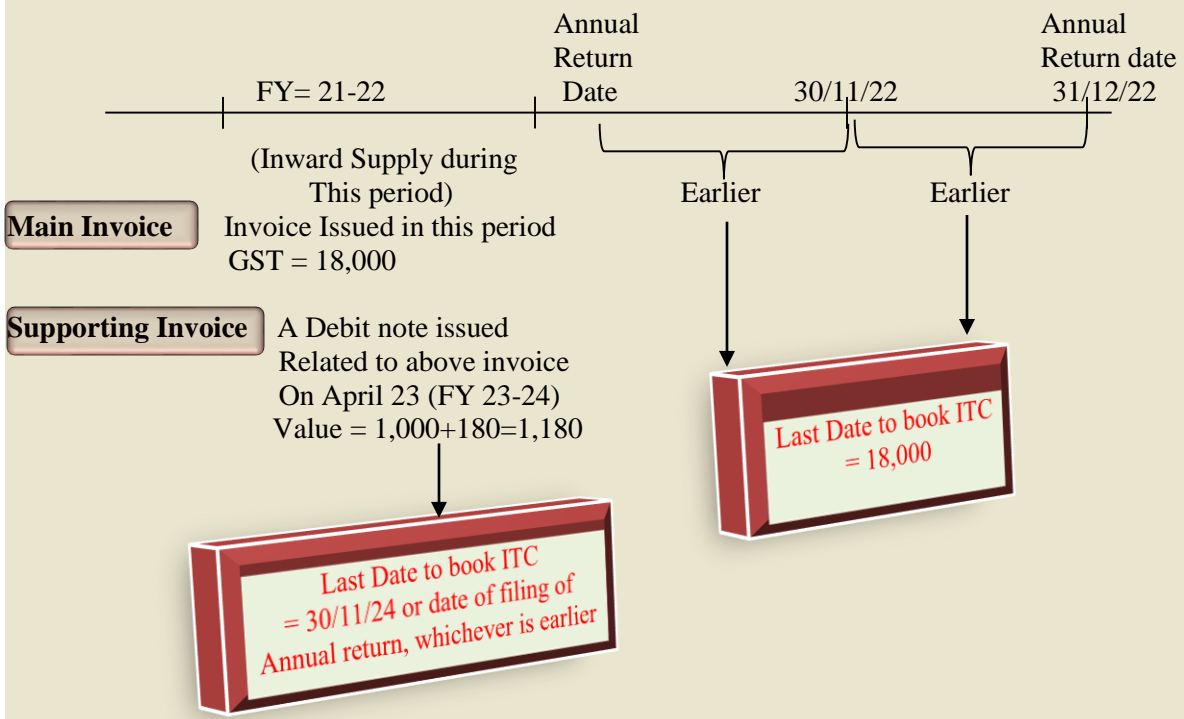 Annual
Return
Date
Annual
Return date
FY= 21-22
30/11/22
31/12/22
(Inward Supply during
This period)
Earlier
Earlier
Main Invoice
Invoice Issued in this period
GST = 18,000
Supporting Invoice
A Debit note issued
Related to above invoice
On April 23 (FY 23-24)
Value = 1,000+180=1,180
Last Date to book ITC
= 18,000
Last Date to book ITC
= 30/11/24 or date of filing of
Annual return, whichever is earlier